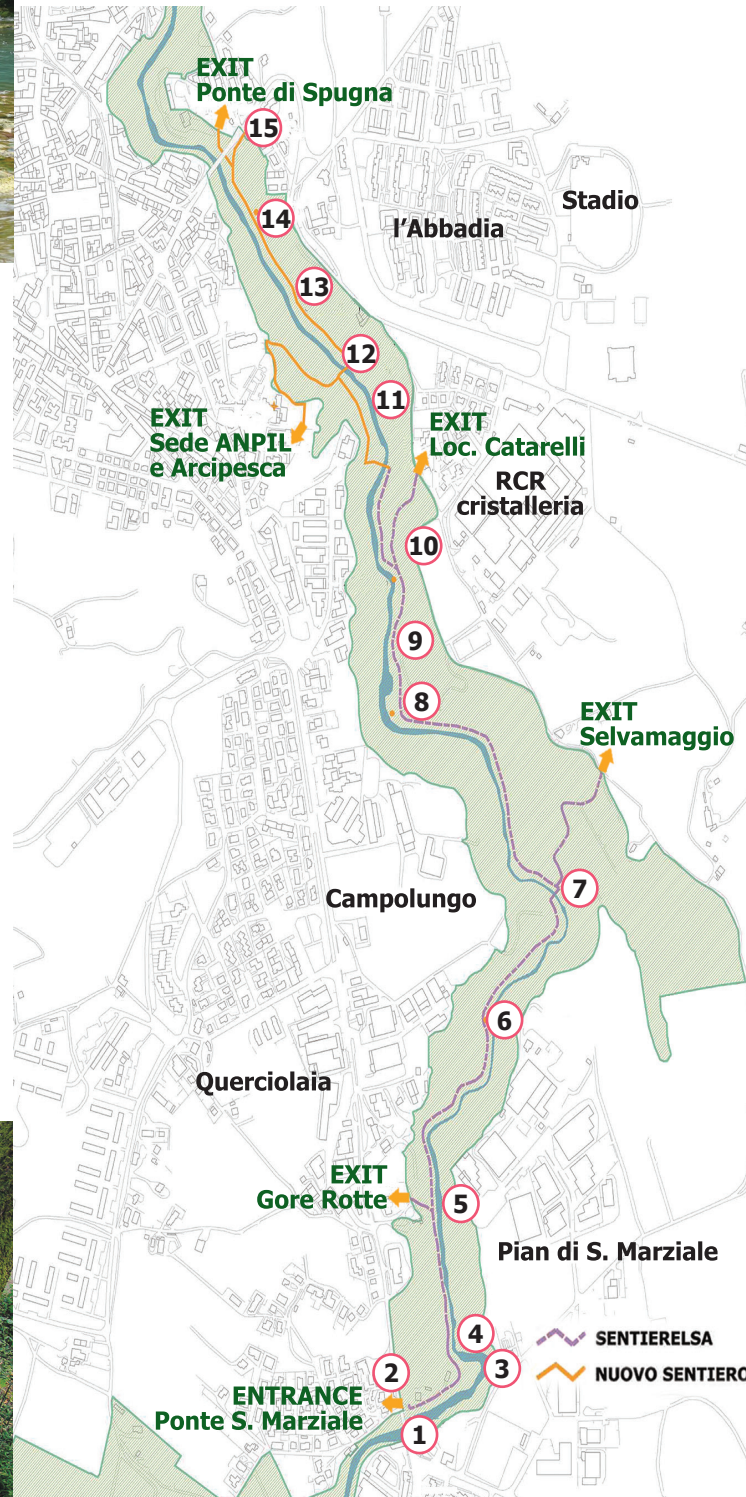 EXIT
Ponte di Spugna
15
Stadio
14
l'Abbadia
13
12
11
EXIT
Sede ANPIL
e Arcipesca
EXIT
Loc. Catarelli
RCR
cristalleria
10
9
8
EXIT
Selvamaggio
7
Campolungo
6
Querciolaia
EXIT
Gore Rotte
5
Pian di S. Marziale
4
3
SENTIERELSA
NUOVO SENTIERO
2
ENTRANCE
Ponte S. Marziale
1